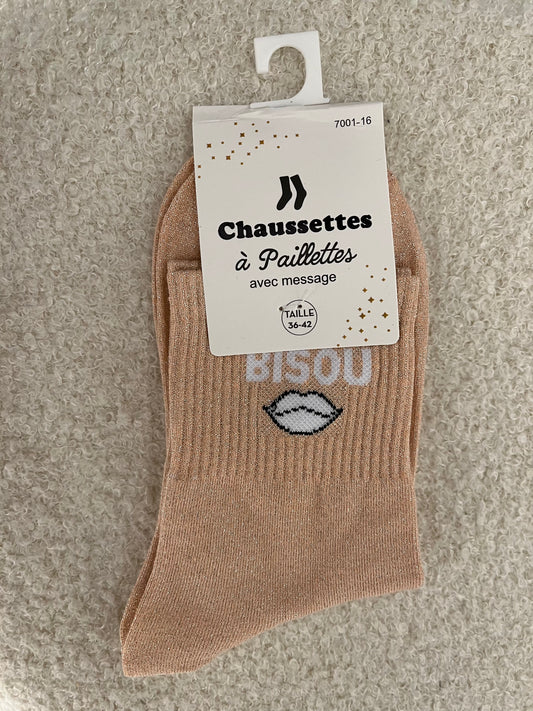 7001-16
Chaussettes
à Paillettes
avec message
TAILLE
36-42
BISOU